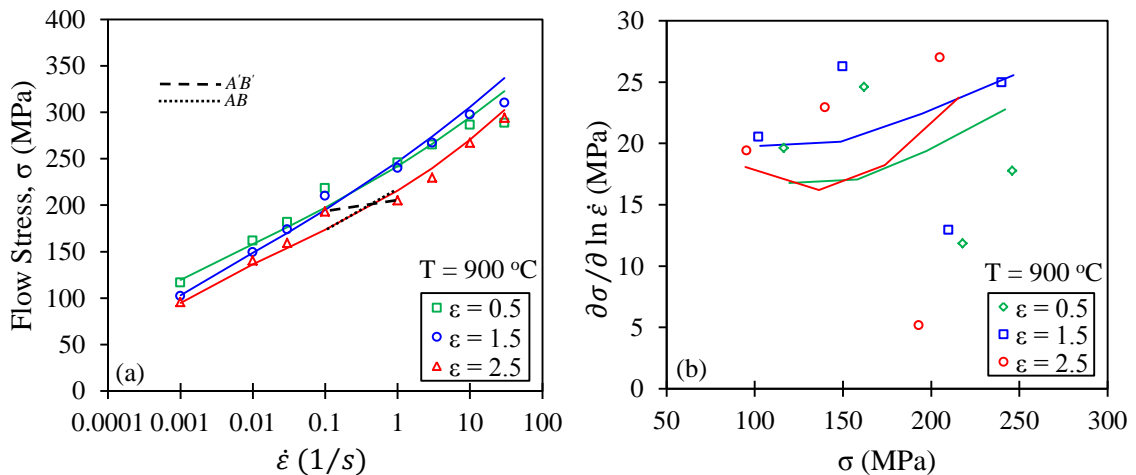 400
350
300
250
200
150
100
50
0
Flow Stress, σ (MPa)
A'B'
AB
T = 900 °C
ε = 0.5
ε = 1.5
ε = 2.5
(a)
0.0001 0.001 0.01 0.1 1 10 100
ε̇ (1/s)
30
25
20
15
10
5
0
∂σ/∂ ln ε̇ (MPa)
T = 900 °C
ε = 0.5
ε = 1.5
ε = 2.5
(b)
50 100 150 200 250 300
σ (MPa)